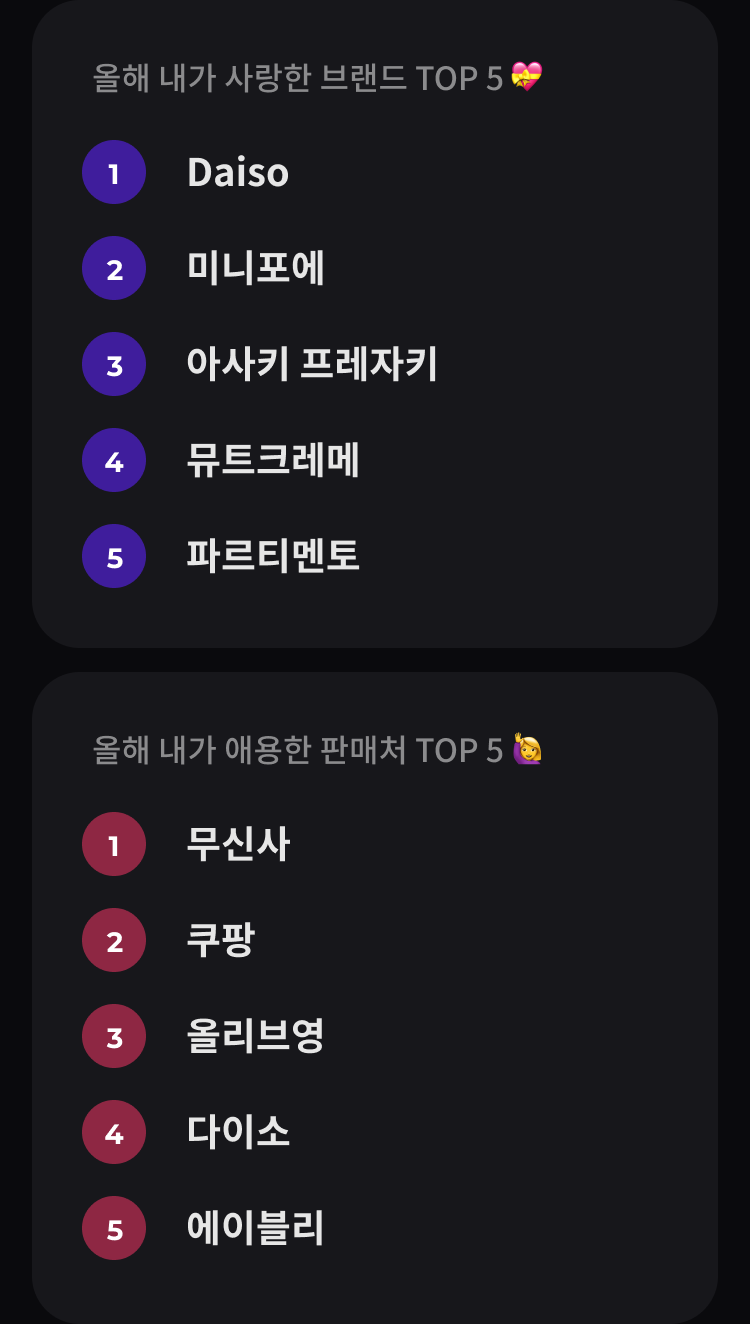 올해 내가 사랑한 브랜드 TOP 5 💝
1 Daiso
2 미니포에
3 아사키 프레자키
4 뮤트크레메
5 파르티멘토
올해 내가 애용한 판매처 TOP 5 🙋‍♀️
1 무신사
2 쿠팡
3 올리브영
4 다이소
5 에이블리